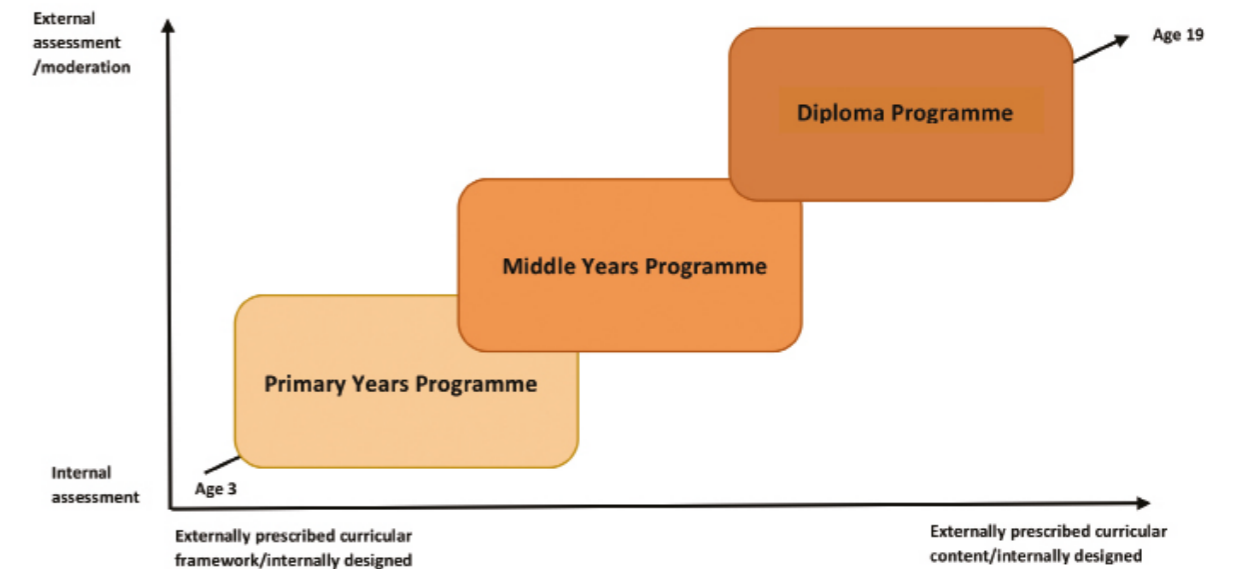 External
assessment
/moderation
Age 19
Diploma Programme
Middle Years Programme
Primary Years Programme
Internal
assessment
Age 3
Externally prescribed curricular
framework/internally designed
Externally prescribed curricular
content/internally designed